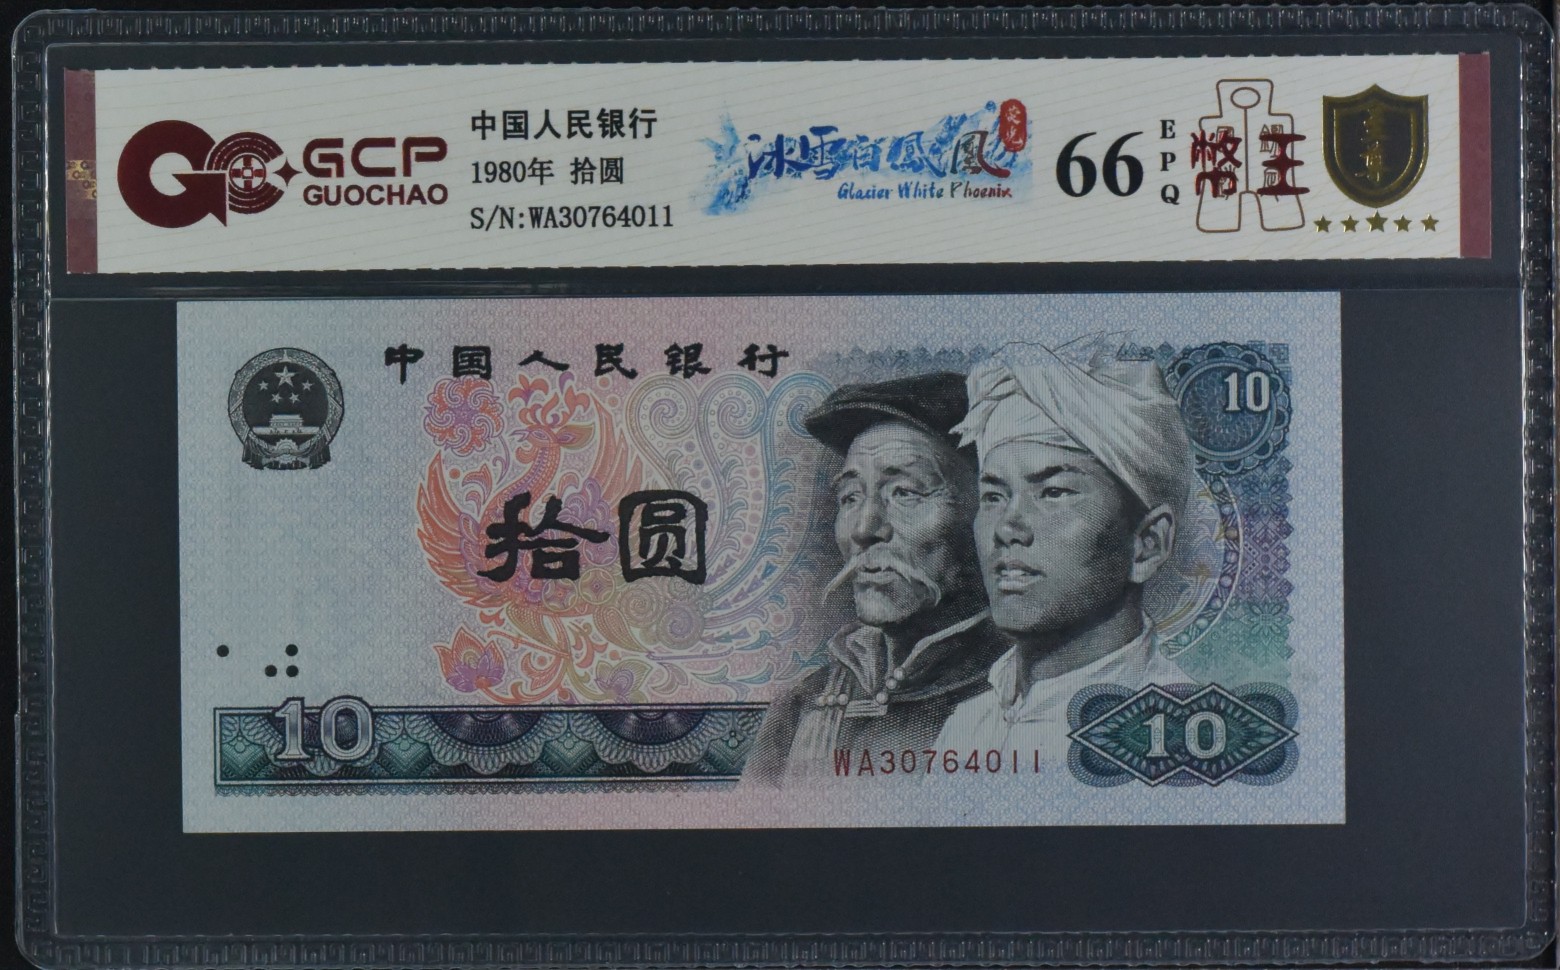 GCP
GUOCHAO
中国人民银行
1980年 拾圆
S/N:WA30764011
冰雪白凤凰
Glacier White Phoenix
66
EPQ
至尊
中国人民银行
10
拾圆
10
WA30764011
10